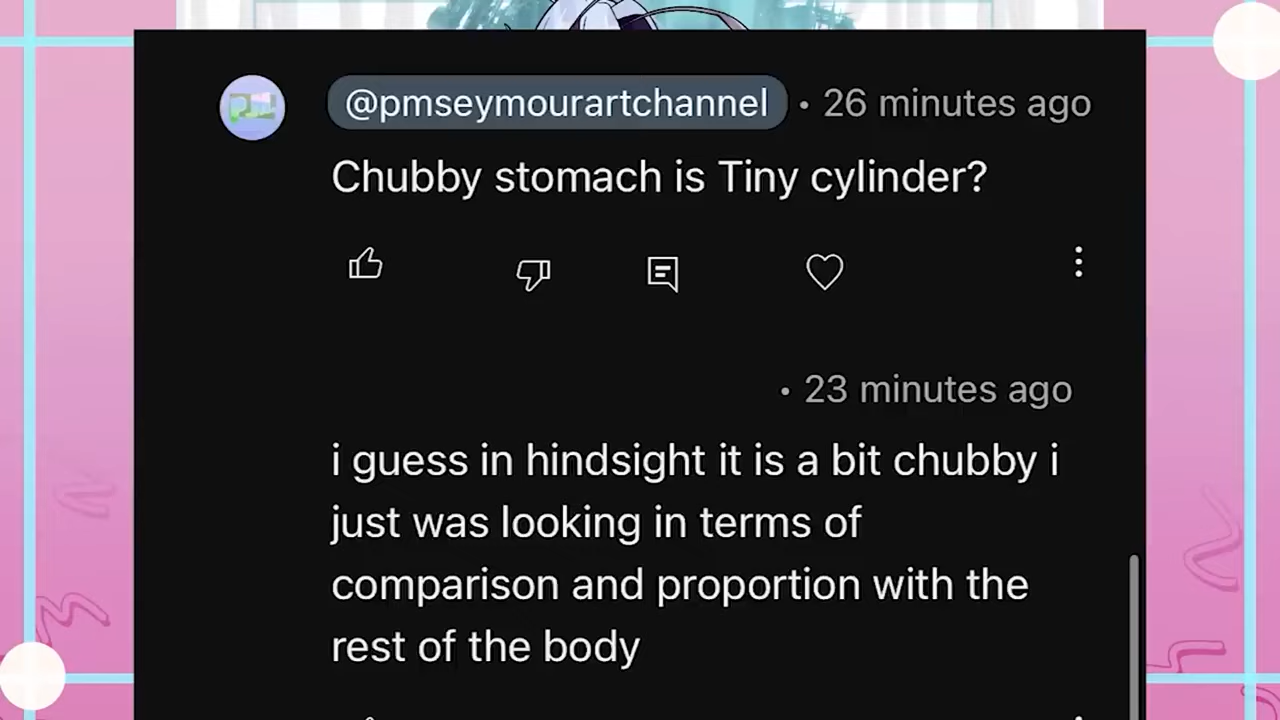 @pmseymourartchannel • 26 minutes ago
Chubby stomach is Tiny cylinder?
• 23 minutes ago
i guess in hindsight it is a bit chubby i
just was looking in terms of
comparison and proportion with the
rest of the body